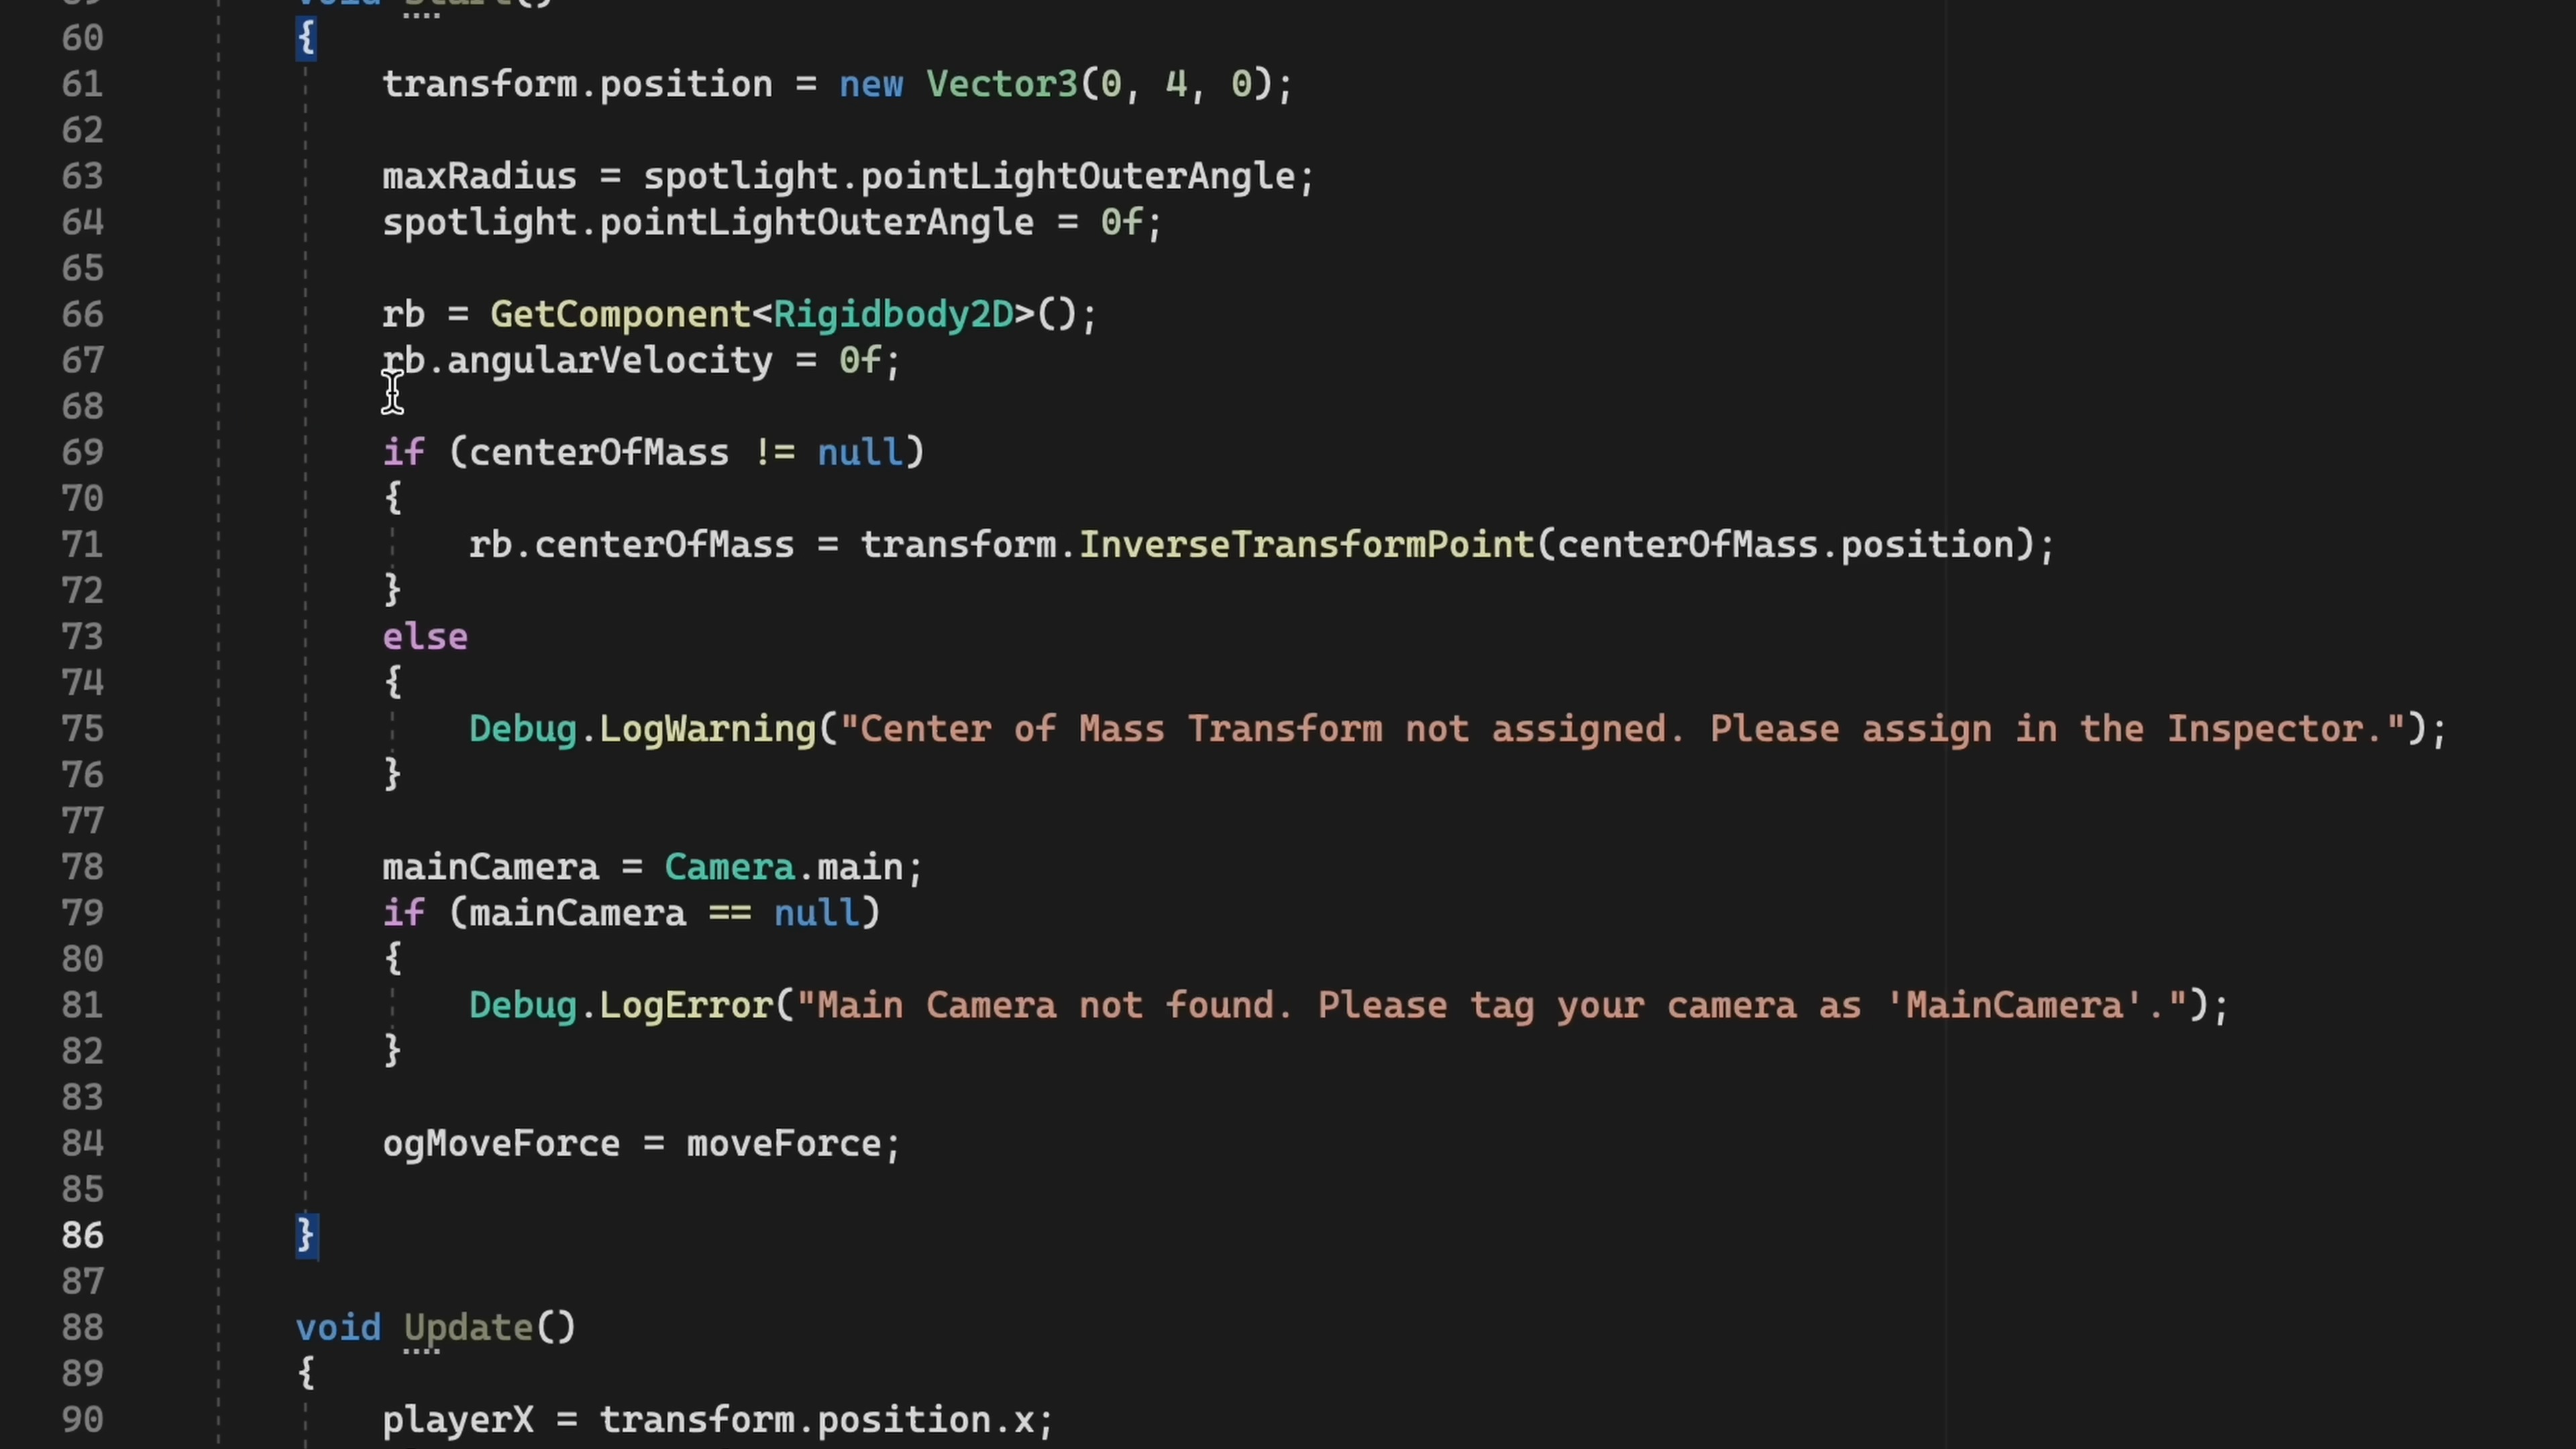 59 void Start()
60 {
61 transform.position = new Vector3(0, 4, 0);
62
63 maxRadius = spotlight.pointLightOuterAngle;
64 spotlight.pointLightOuterAngle = 0f;
65
66 rb = GetComponent<Rigidbody2D>();
67 rb.angularVelocity = 0f;
68
69 if (centerOfMass != null)
70 {
71 rb.centerOfMass = transform.InverseTransformPoint(centerOfMass.position);
72 }
73 else
74 {
75 Debug.LogWarning("Center of Mass Transform not assigned. Please assign in the Inspector.");
76 }
77
78 mainCamera = Camera.main;
79 if (mainCamera == null)
80 {
81 Debug.LogError("Main Camera not found. Please tag your camera as 'MainCamera'.");
82 }
83
84 ogMoveForce = moveForce;
85
86 }
87
88 void Update()
89 {
90 playerX = transform.position.x;